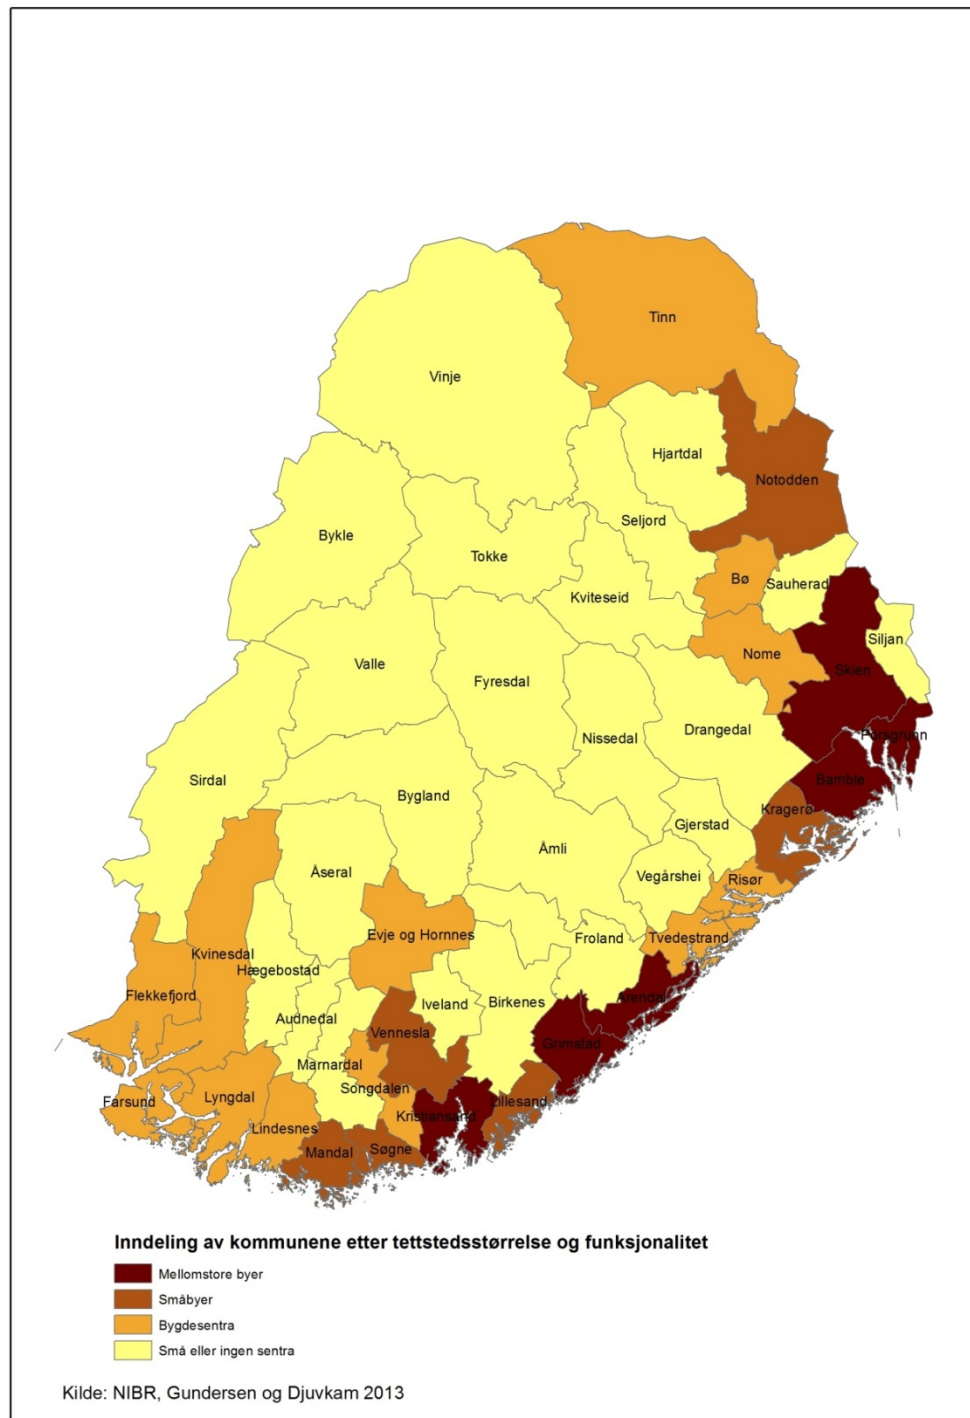 Tinn
Vinje
Hjartdal
Notodden
Seljord
Bykle
Tokke
Bø
Sauherad
Kviteseid
Siljan
Nome
Valle
Skien
Fyresdal
Drangedal
Porsgrunn
Nissedal
Sirdal
Bamble
Bygland
Kragerø
Gjerstad
Åmli
Åseral
Vegårshei
Risør
Evje og Hornnes
Froland
Tvedestrand
Kvinesdal
Hægebostad
Flekkefjord
Arendal
Iveland
Birkenes
Audnedal
Vennesla
Grimstad
Marnardal
Songdalen
Farsund
Lyngdal
Lillesand
Kristiansand
Lindesnes
Mandal
Søgne
Inndeling av kommunene etter tettstedsstørrelse og funksjonalitet
Mellomstore byer
Småbyer
Bygdesentra
Små eller ingen sentra
Kilde: NIBR, Gundersen og Djuvkam 2013